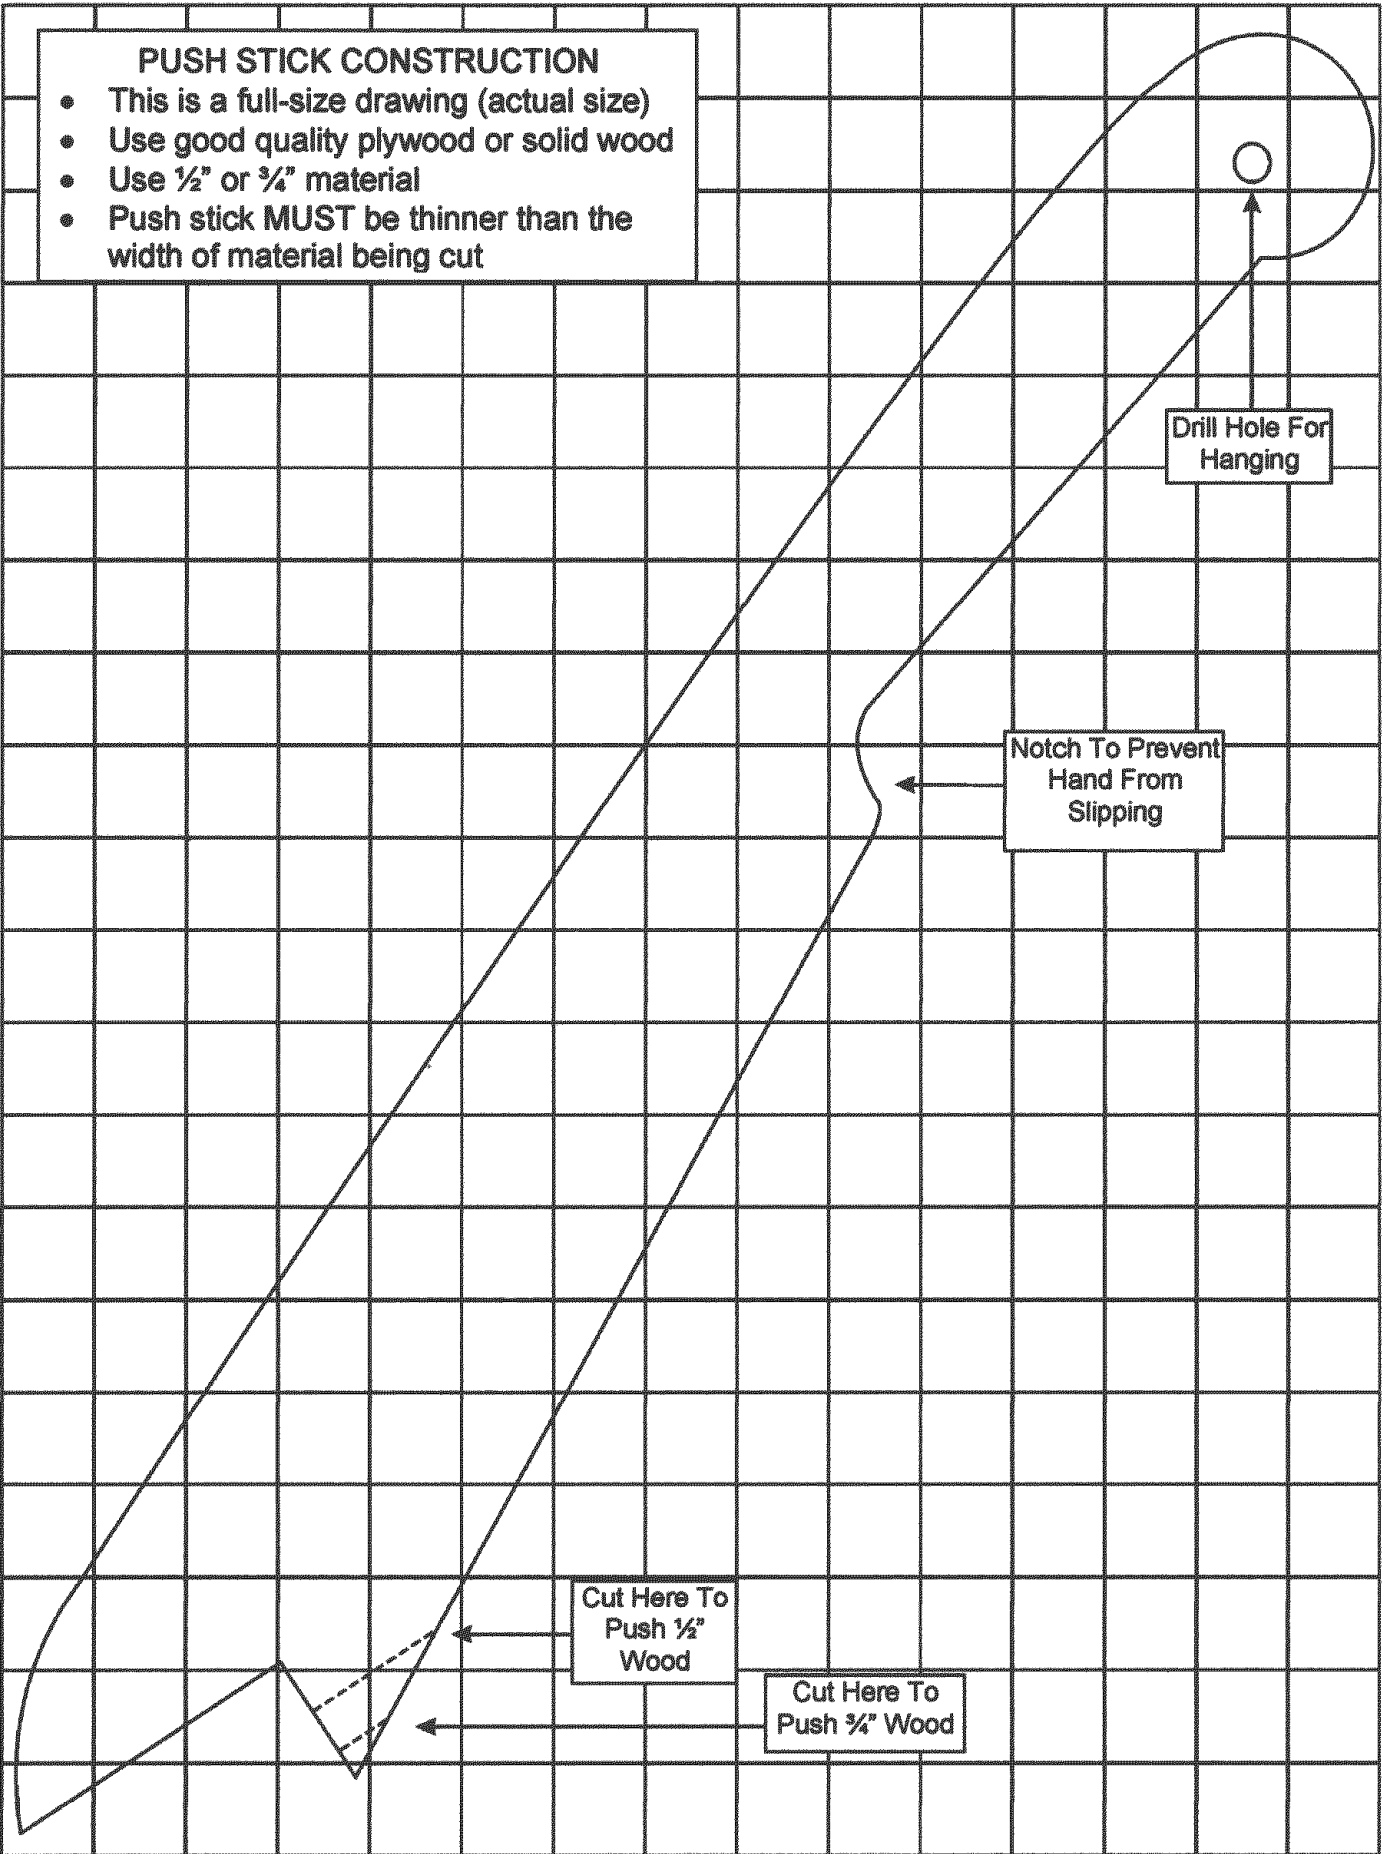 PUSH STICK CONSTRUCTION
• This is a full-size drawing (actual size)
• Use good quality plywood or solid wood
• Use ½” or ¾” material
• Push stick MUST be thinner than the
width of material being cut
Drill Hole For
Hanging
Notch To Prevent
Hand From
Slipping
Cut Here To
Push ½”
Wood
Cut Here To
Push ¾” Wood